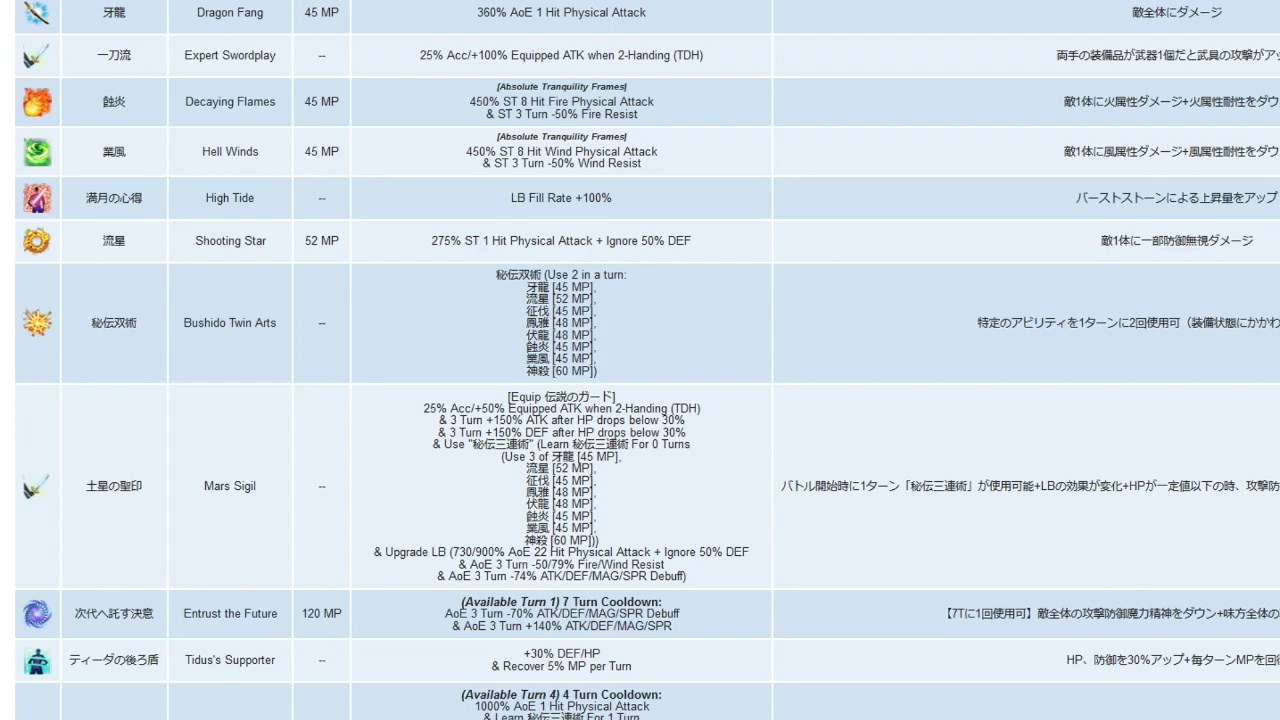 牙龍 Dragon Fang 45 MP 360% AoE 1 Hit Physical Attack 敵全体にダメージ
一刀流 Expert Swordplay -- 25% Acc/+100% Equipped ATK when 2-Handing (TDH) 両手の装備品が武器1個だと武具の攻撃がアッ
[Absolute Tranquility Frames]
蝕炎 Decaying Flames 45 MP 450% ST 8 Hit Fire Physical Attack 敵1体に火属性ダメージ+火属性耐性をダウ
& ST 3 Turn -50% Fire Resist
[Absolute Tranquility Frames]
業風 Hell Winds 45 MP 450% ST 8 Hit Wind Physical Attack 敵1体に風属性ダメージ+風属性耐性をダウ
& ST 3 Turn -50% Wind Resist
満月の心得 High Tide -- LB Fill Rate +100% バーストストーンによる上昇量をアップ
流星 Shooting Star 52 MP 275% ST 1 Hit Physical Attack + Ignore 50% DEF 敵1体に一部防御無視ダメージ
秘伝双術 Bushido Twin Arts -- 秘伝双術 (Use 2 in a turn:
牙龍 [45 MP],
流星 [52 MP],
征伐 [45 MP],
鳳雅 [48 MP],
伏龍 [48 MP],
蝕炎 [45 MP],
業風 [45 MP],
神殺 [60 MP])
特定のアビリティを1ターンに2回使用可（装備状態にかかわ
土星の聖印 Mars Sigil -- [Equip 伝説のガード]
25% Acc/+50% Equipped ATK when 2-Handing (TDH)
& 3 Turn +150% ATK after HP drops below 30%
& 3 Turn +150% DEF after HP drops below 30%
& Use "秘伝三連術" (Learn 秘伝三連術 For 0 Turns
(Use 3 of 牙龍 [45 MP],
流星 [52 MP],
征伐 [45 MP],
鳳雅 [48 MP],
伏龍 [48 MP],
蝕炎 [45 MP],
業風 [45 MP],
神殺 [60 MP]))
& Upgrade LB (730/900% AoE 22 Hit Physical Attack + Ignore 50% DEF
& AoE 3 Turn -50/79% Fire/Wind Resist
& AoE 3 Turn -74% ATK/DEF/MAG/SPR Debuff)
バトル開始時に1ターン「秘伝三連術」が使用可能+LBの効果が変化+HPが一定値以下の時、攻撃防
(Available Turn 1) 7 Turn Cooldown:
次代へ託す決意 Entrust the Future 120 MP AoE 3 Turn -70% ATK/DEF/MAG/SPR Debuff 【7Tに1回使用可】敵全体の攻撃防御魔力精神をダウン+味方全体の
& AoE 3 Turn +140% ATK/DEF/MAG/SPR
ティーダの後ろ盾 Tidus's Supporter -- +30% DEF/HP HP、防御を30%アップ+毎ターンMPを回復
& Recover 5% MP per Turn
(Available Turn 4) 4 Turn Cooldown:
1000% AoE 1 Hit Physical Attack
& Learn 秘伝三連術 For 1 Turn